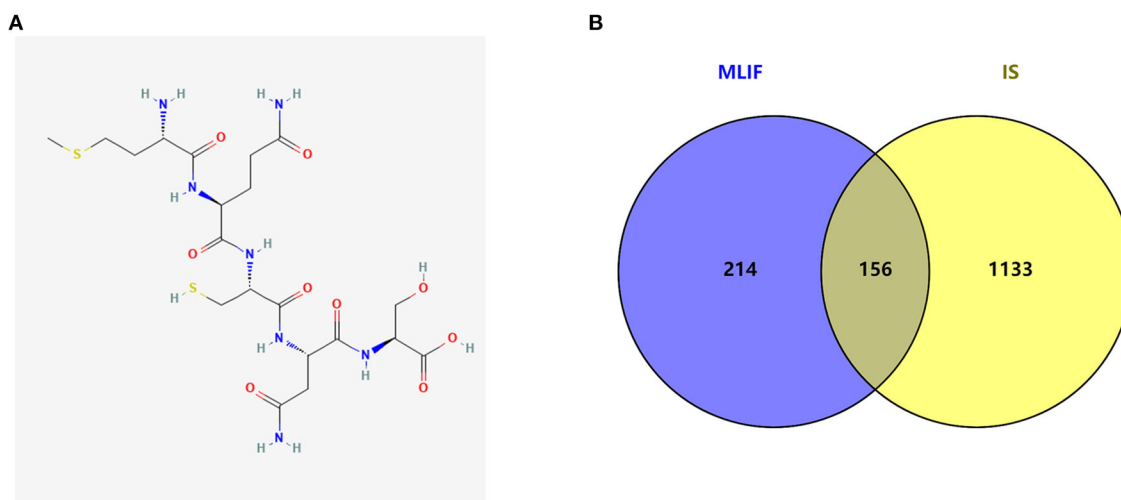 A
B
MLIF
IS
H H H H
N N
S O O
N
H
O N H
H S O O H
O
N N O H
H H O
O
N
H H
214 156 1133